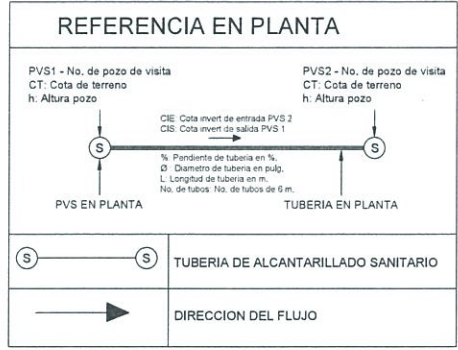 REFERENCIA EN PLANTA
PVS1 - No. de pozo de visita
CT: Cota de terreno
h: Altura pozo
PVS2 - No. de pozo de visita
CT: Cota de terreno
h: Altura pozo
CIE: Cota invert de entrada PVS 2
CIS: Cota invert de salida PVS 1
S
S
%: Pendiente de tuberia en %,
Ø: Diametro de tuberia en pulg,
L: Longitud de tuberia en m,
No. de tubos: No. de tubos de 6 m,
PVS EN PLANTA
TUBERIA EN PLANTA
S
S
TUBERIA DE ALCANTARILLADO SANITARIO
DIRECCION DEL FLUJO